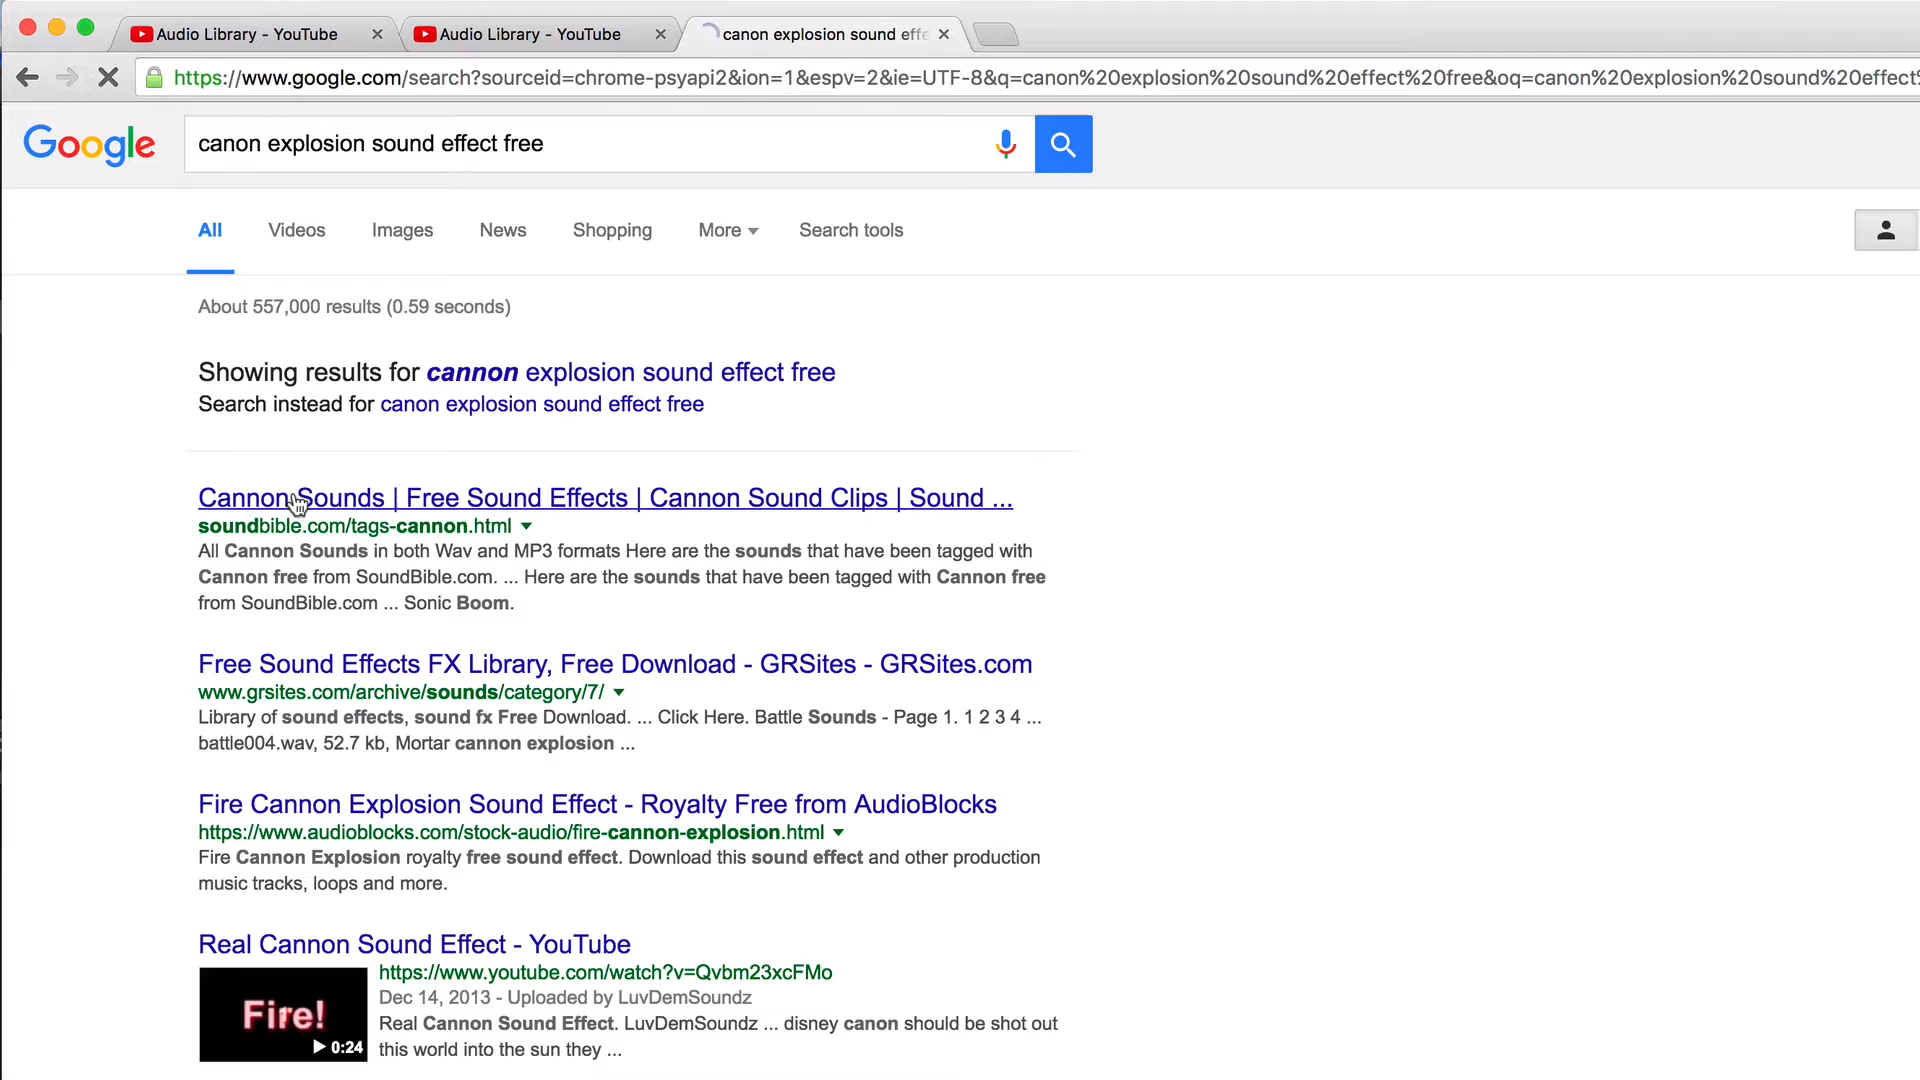 Audio Library - YouTube
Audio Library - YouTube
canon explosion sound effe
https://www.google.com/search?sourceid=chrome-psyapi2&ion=1&espv=2&ie=UTF-8&q=canon%20explosion%20sound%20effect%20free&oq=canon%20explosion%20sound%20effect%
Google
canon explosion sound effect free
All
Videos
Images
News
Shopping
More
Search tools
About 557,000 results (0.59 seconds)
Showing results for cannon explosion sound effect free
Search instead for canon explosion sound effect free
Cannon Sounds | Free Sound Effects | Cannon Sound Clips | Sound ...
soundbible.com/tags-cannon.html
All Cannon Sounds in both Wav and MP3 formats Here are the sounds that have been tagged with
Cannon free from SoundBible.com. ... Here are the sounds that have been tagged with Cannon free
from SoundBible.com ... Sonic Boom.
Free Sound Effects FX Library, Free Download - GRSites - GRSites.com
www.grsites.com/archive/sounds/category/7/
Library of sound effects, sound fx Free Download. ... Click Here. Battle Sounds - Page 1. 1 2 3 4 ...
battle004.wav, 52.7 kb, Mortar cannon explosion ...
Fire Cannon Explosion Sound Effect - Royalty Free from AudioBlocks
https://www.audioblocks.com/stock-audio/fire-cannon-explosion.html
Fire Cannon Explosion royalty free sound effect. Download this sound effect and other production
music tracks, loops and more.
Real Cannon Sound Effect - YouTube
https://www.youtube.com/watch?v=Qvbm23xcFMo
Dec 14, 2013 - Uploaded by LuvDemSoundz
Real Cannon Sound Effect. LuvDemSoundz ... disney canon should be shot out
this world into the sun they ...
Fire!
0:24